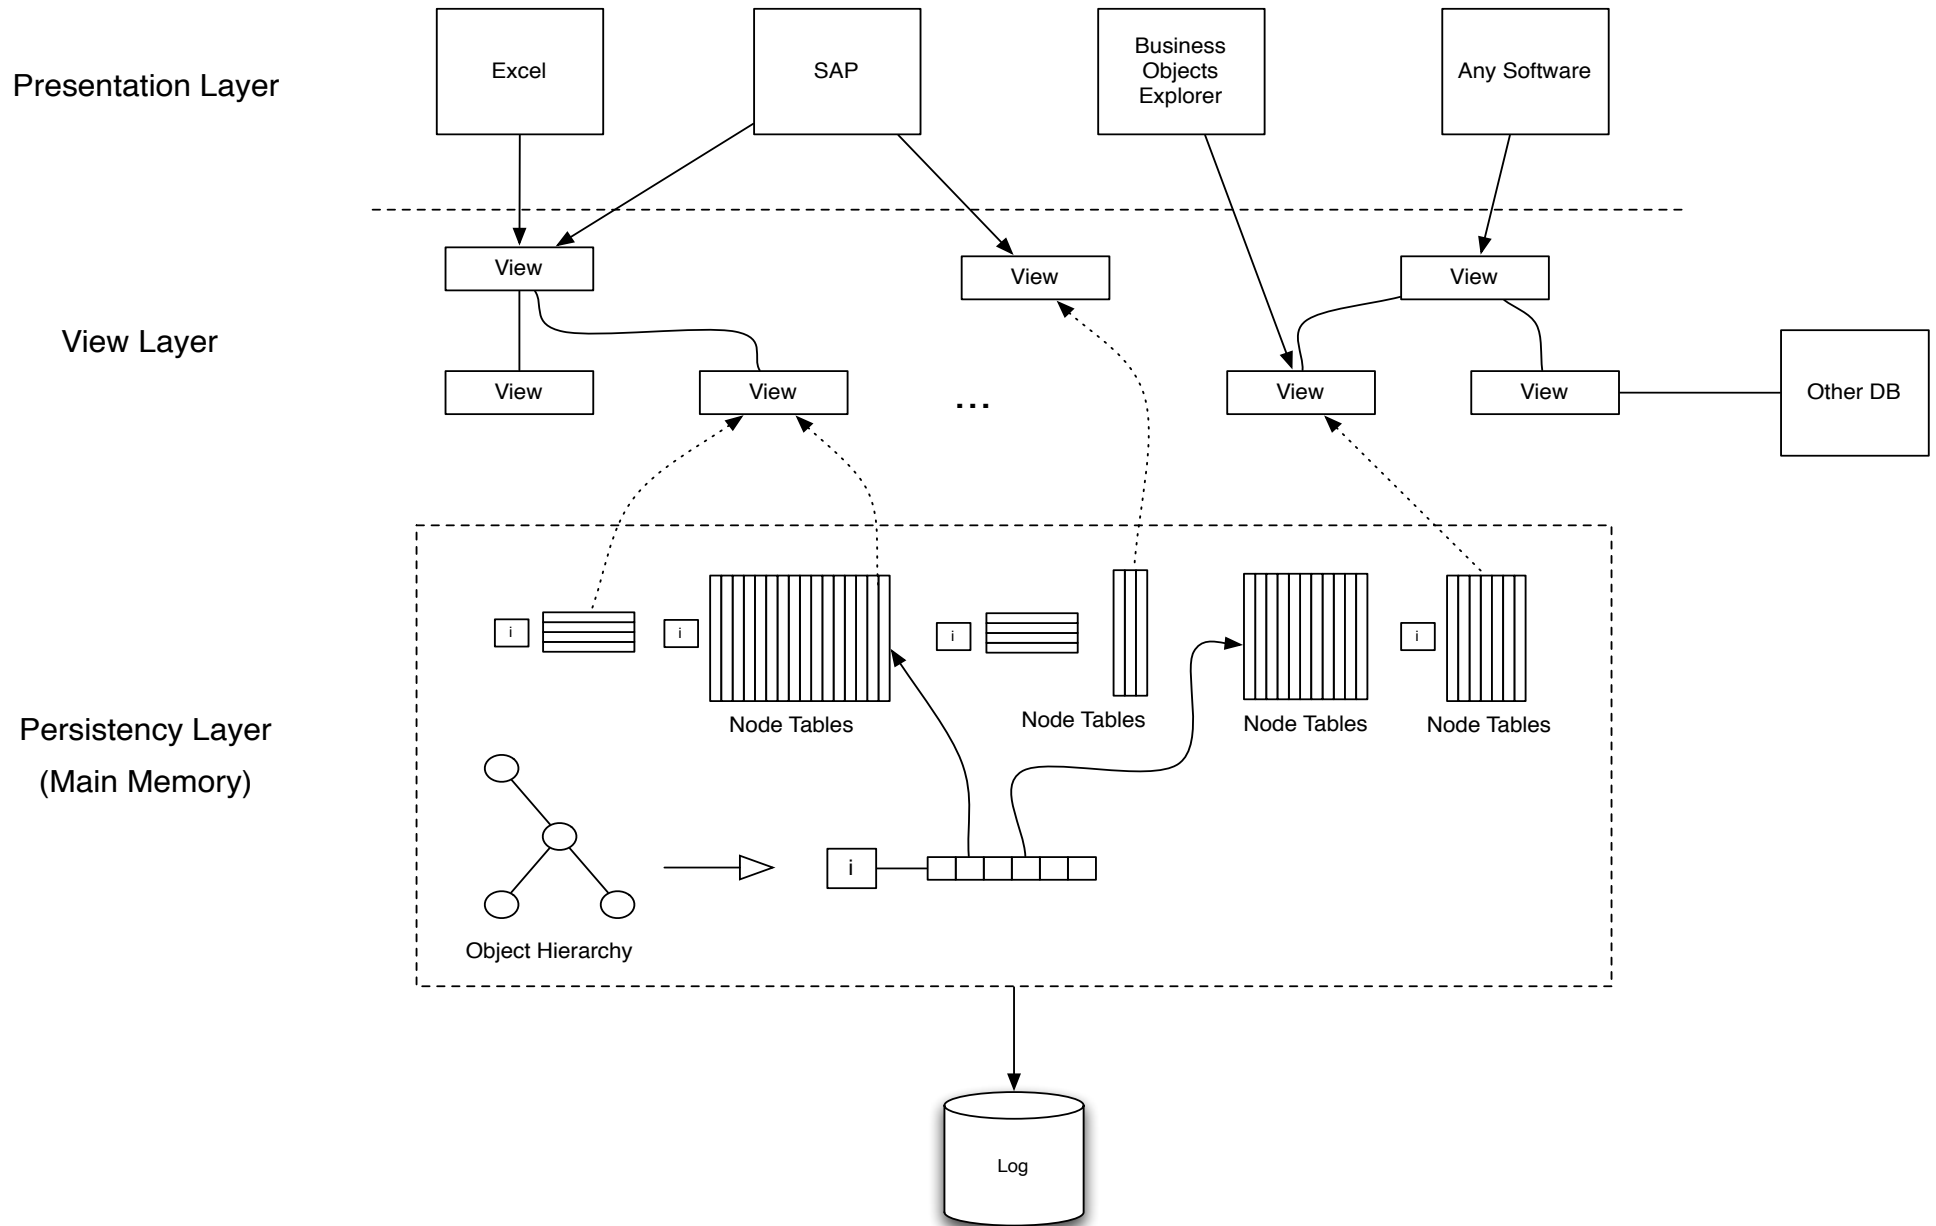 Presentation Layer
Excel
SAP
Business
Objects
Explorer
Any Software
View Layer
View
View
View
View
View
...
View
View
Other DB
Persistency Layer
(Main Memory)
i
i
i
i
Node Tables
Node Tables
Node Tables
Node Tables
i
Object Hierarchy
Log